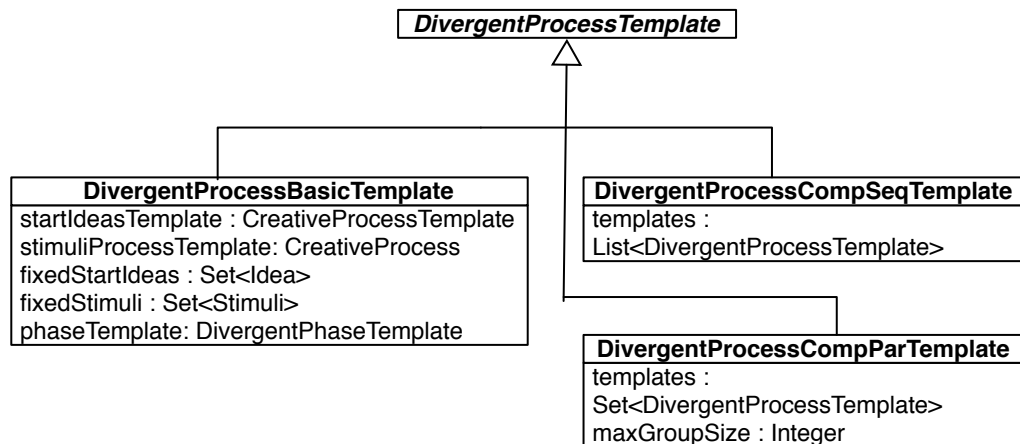 DivergentProcessTemplate
DivergentProcessBasicTemplate
startIdeasTemplate : CreativeProcessTemplate
stimuliProcessTemplate: CreativeProcess
fixedStartIdeas : Set<Idea>
fixedStimuli : Set<Stimuli>
phaseTemplate: DivergentPhaseTemplate
DivergentProcessCompSeqTemplate
templates :
List<DivergentProcessTemplate>
DivergentProcessCompParTemplate
templates :
Set<DivergentProcessTemplate>
maxGroupSize : Integer